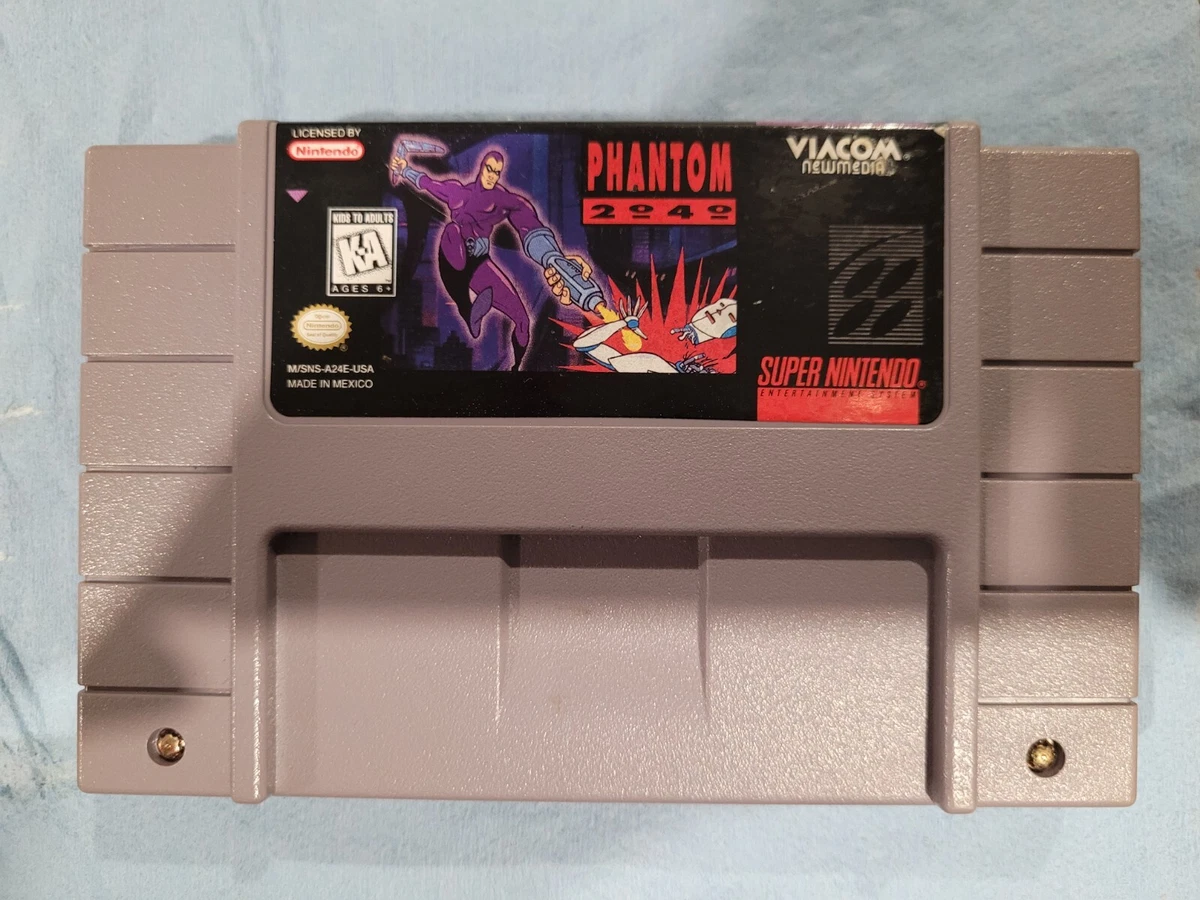 LICENSED BY
Nintendo
KIDS TO ADULTS
K-A
AGES 6+
Nintendo
M/SNS-A24E-USA
MADE IN MEXICO
PHANTOM
2040
VIACOM
newmedia
SUPER NINTENDO
ENTERTAINMENT SYSTEM